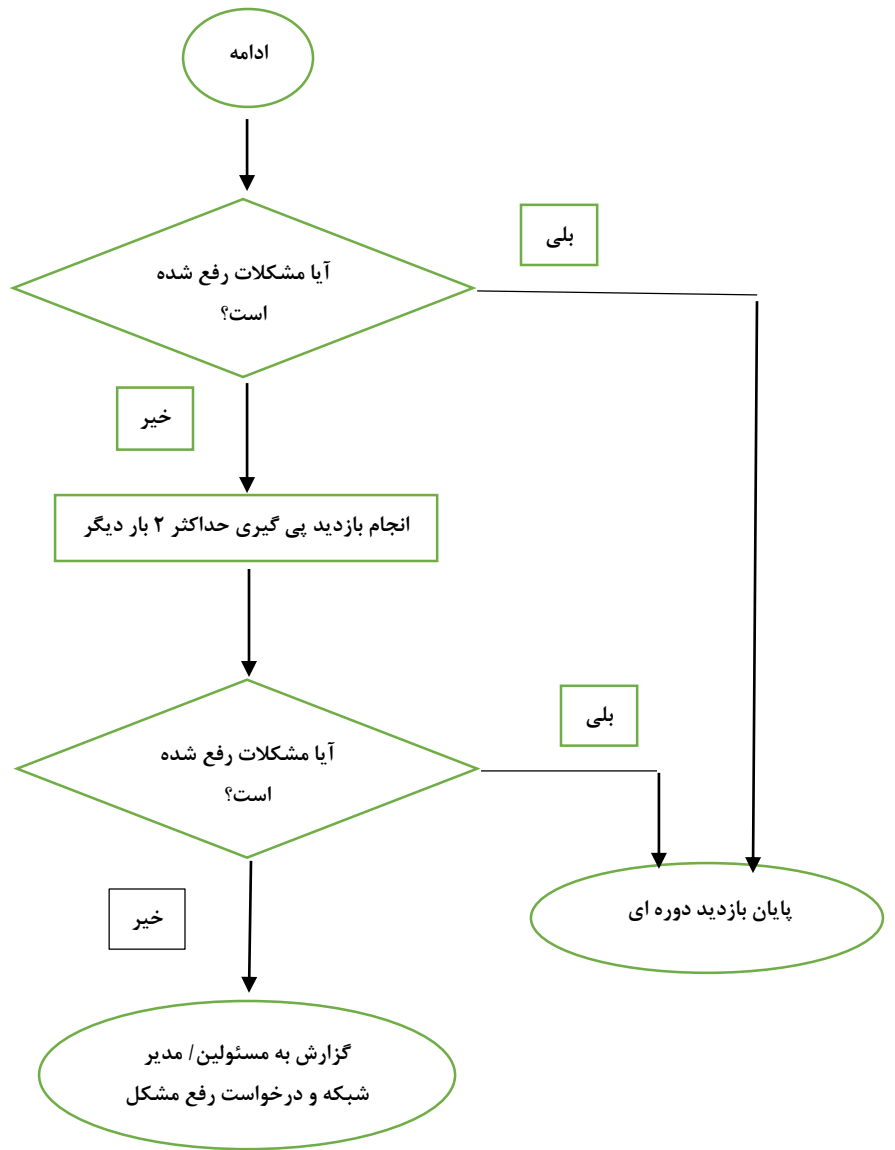 ادامه
بلی
آیا مشکلات رفع شده
است؟
خیر
انجام بازدید پی گیری حداکثر ۲ بار دیگر
بلی
آیا مشکلات رفع شده
است؟
خیر
پایان بازدید دوره ای
گزارش به مسئولین/ مدیر
شبکه و درخواست رفع مشکل